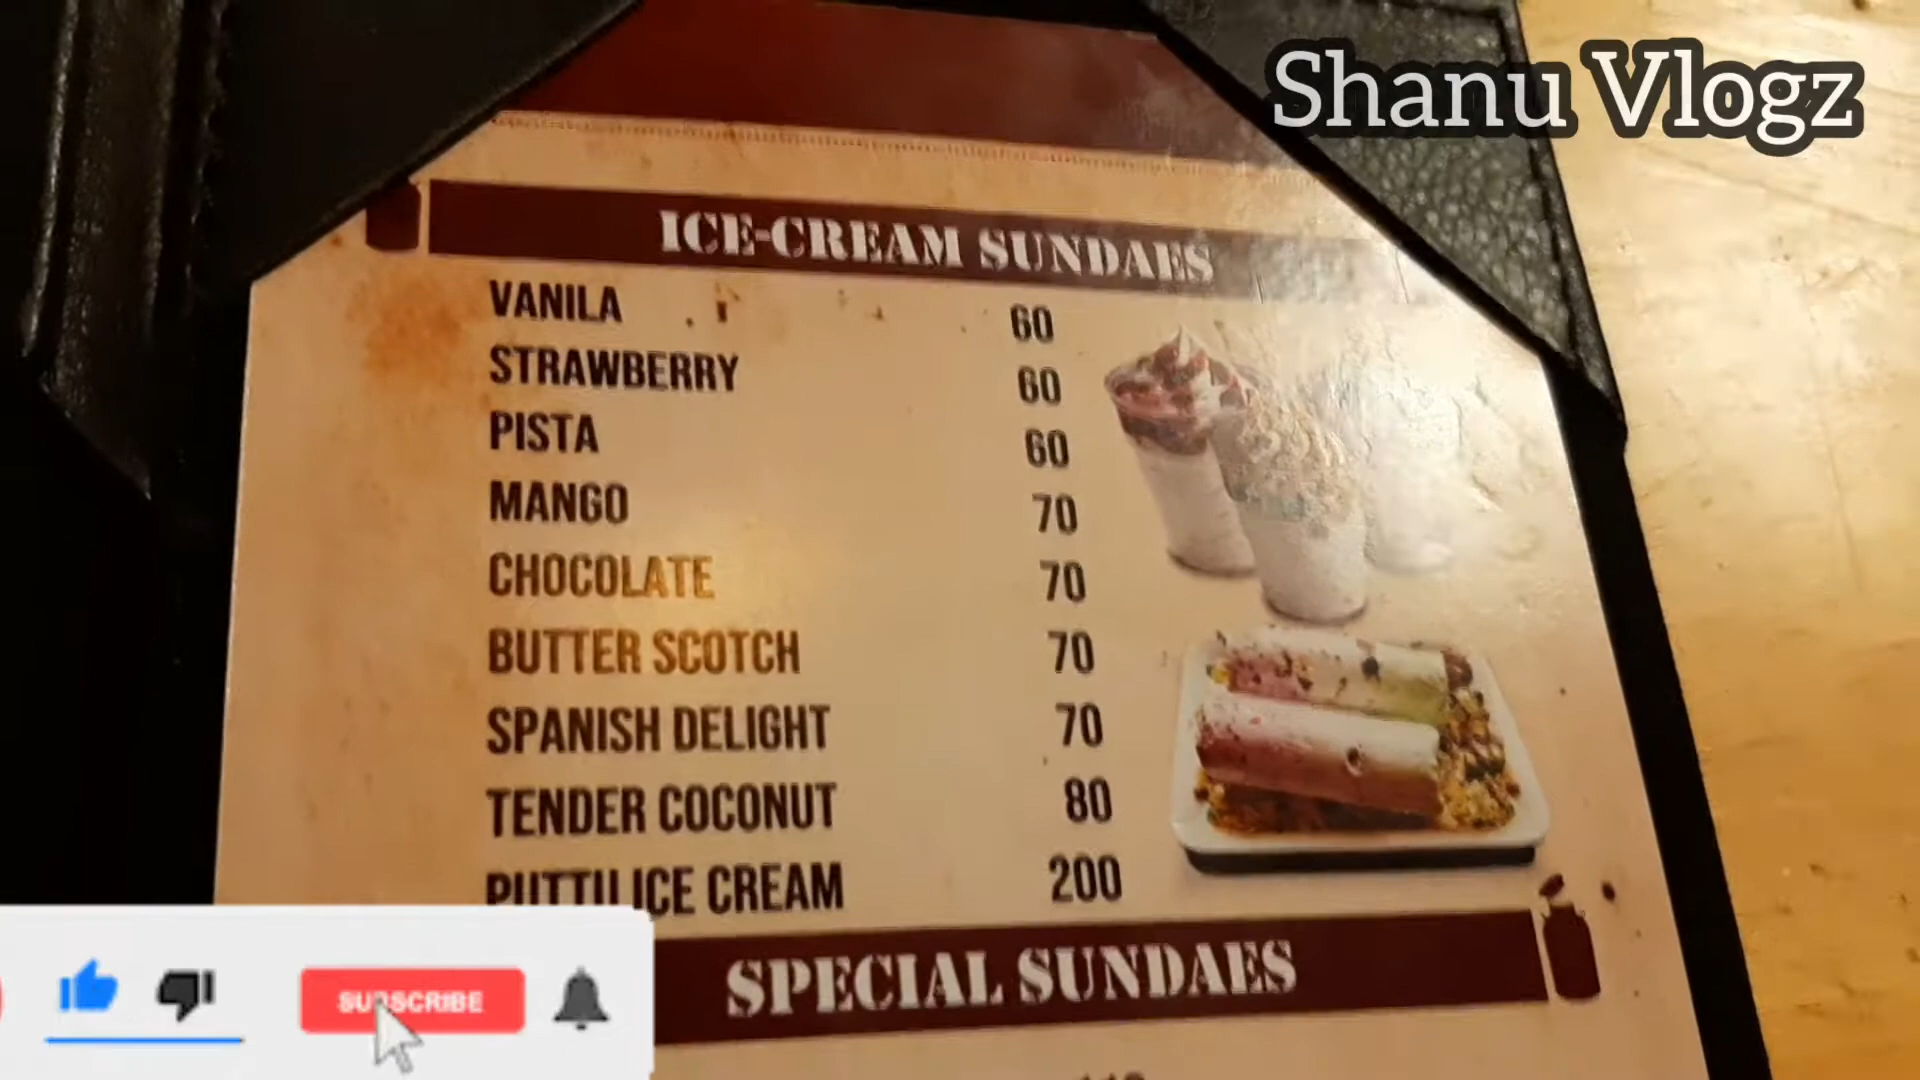 Shanu Vlogz
ICE-CREAM SUNDAES
VANILA 60
STRAWBERRY 60
PISTA 60
MANGO 70
CHOCOLATE 70
BUTTER SCOTCH 70
SPANISH DELIGHT 70
TENDER COCONUT 80
PUTTU ICE CREAM 200
SPECIAL SUNDAES
SUBSCRIBE